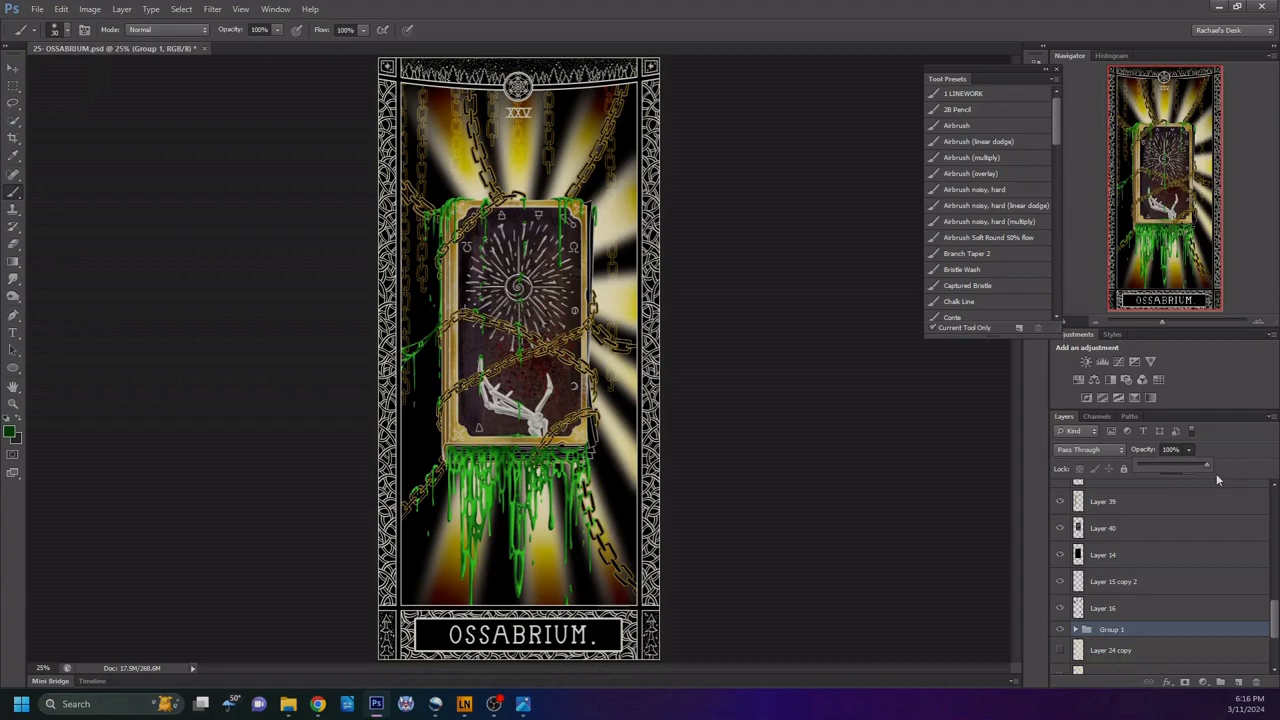 Ps File Edit Image Layer Type Select Filter 3D View Window Help
30 Mode: Normal Opacity: 100% Flow: 100% Rachael's Desk
25- OSSABRIUM.psd @ 25% (Group 1, RGB/8) * ×
Navigator Histogram
XXV
Tool Presets
1 LINEWORK
2B Pencil
Airbrush
Airbrush (linear dodge)
Airbrush (multiply)
Airbrush (overlay)
Airbrush noisy, hard
Airbrush noisy, hard (linear dodge)
Airbrush noisy, hard (multiply)
Airbrush Soft Round 50% flow
Branch Taper 2
Bristle Wash
Captured Bristle
Chalk Line
Conte
Current Tool Only
OSSABRIUM.
Adjustments Styles
Add an adjustment
Layers Channels Paths
Kind
Pass Through Opacity: 100%
Lock:
Layer 39
Layer 40
Layer 14
Layer 15 copy 2
Layer 16
Group 1
Layer 24 copy
OSSABRIUM.
25% Doc: 17.5M/268.6M
Mini Bridge Timeline
Search 50° Ps LN
6:16 PM
3/11/2024